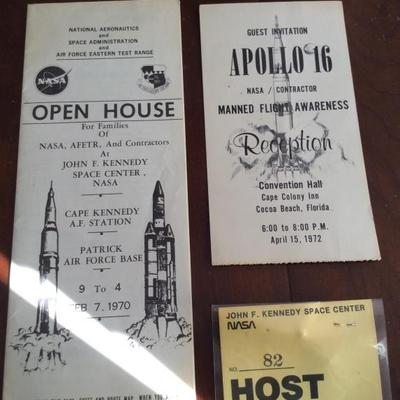 NATIONAL AERONAUTICS
and
SPACE ADMINISTRATION
and
AIR FORCE EASTERN TEST RANGE
NASA
OPEN HOUSE
For Families
Of
NASA, AFETR, And Contractors
At
JOHN F. KENNEDY
SPACE CENTER,
NASA
CAPE KENNEDY
A.F. STATION
PATRICK
AIR FORCE BASE
9 To 4
FEB 7, 1970
GUEST INVITATION
APOLLO 16
NASA / CONTRACTOR
MANNED FLIGHT AWARENESS
Reception
Convention Hall
Cape Colony Inn
Cocoa Beach, Florida
6:00 to 8:00 P.M.
April 15, 1972
JOHN F. KENNEDY SPACE CENTER
NASA
NO. 82
HOST